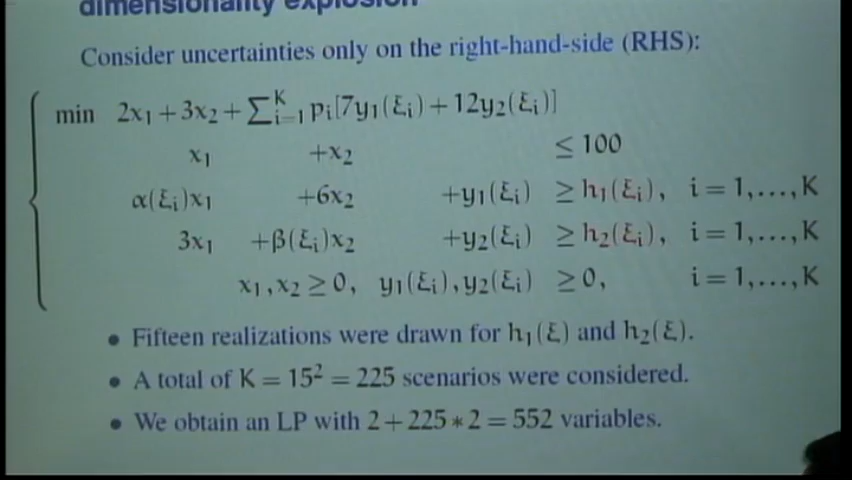 dimensionality explosion
Consider uncertainties only on the right-hand-side (RHS):
min 2x₁ + 3x₂ + ∑ᵢ₌₁ᴷ pᵢ[7y₁(ξᵢ) + 12y₂(ξᵢ)]
x₁ +x₂ ≤ 100
α(ξᵢ)x₁ +6x₂ +y₁(ξᵢ) ≥ h₁(ξᵢ), i = 1,...,K
3x₁ +β(ξᵢ)x₂ +y₂(ξᵢ) ≥ h₂(ξᵢ), i = 1,...,K
x₁,x₂ ≥ 0, y₁(ξᵢ),y₂(ξᵢ) ≥ 0, i = 1,...,K
• Fifteen realizations were drawn for h₁(ξ) and h₂(ξ).
• A total of K = 15² = 225 scenarios were considered.
• We obtain an LP with 2 + 225 * 2 = 552 variables.